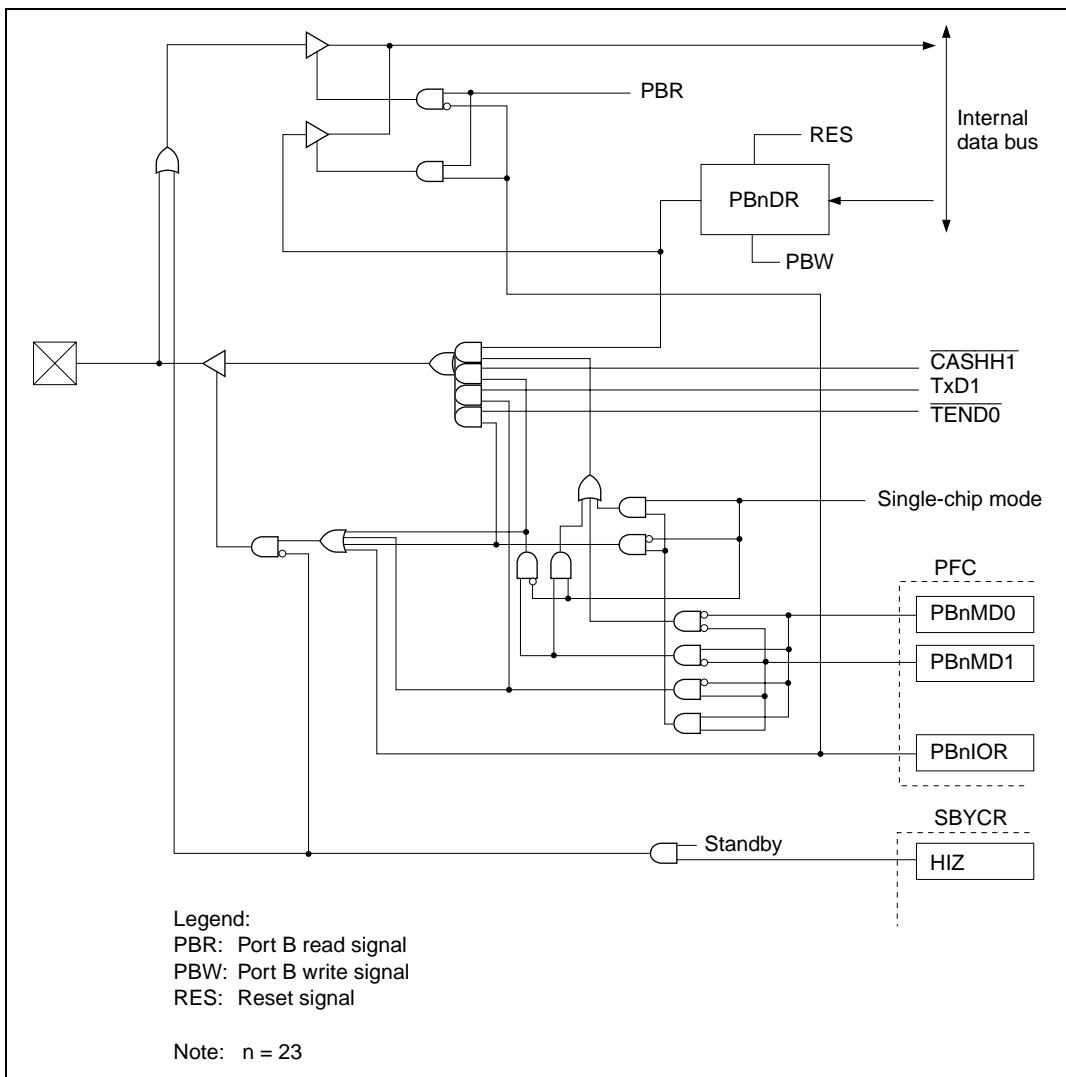 PBR
Internal
data bus
RES
PBnDR
PBW
CASHH1
TxD1
TEND0
Single-chip mode
PFC
PBnMD0
PBnMD1
PBnIOR
SBYCR
Standby
HIZ
Legend:
PBR: Port B read signal
PBW: Port B write signal
RES: Reset signal
Note: n = 23